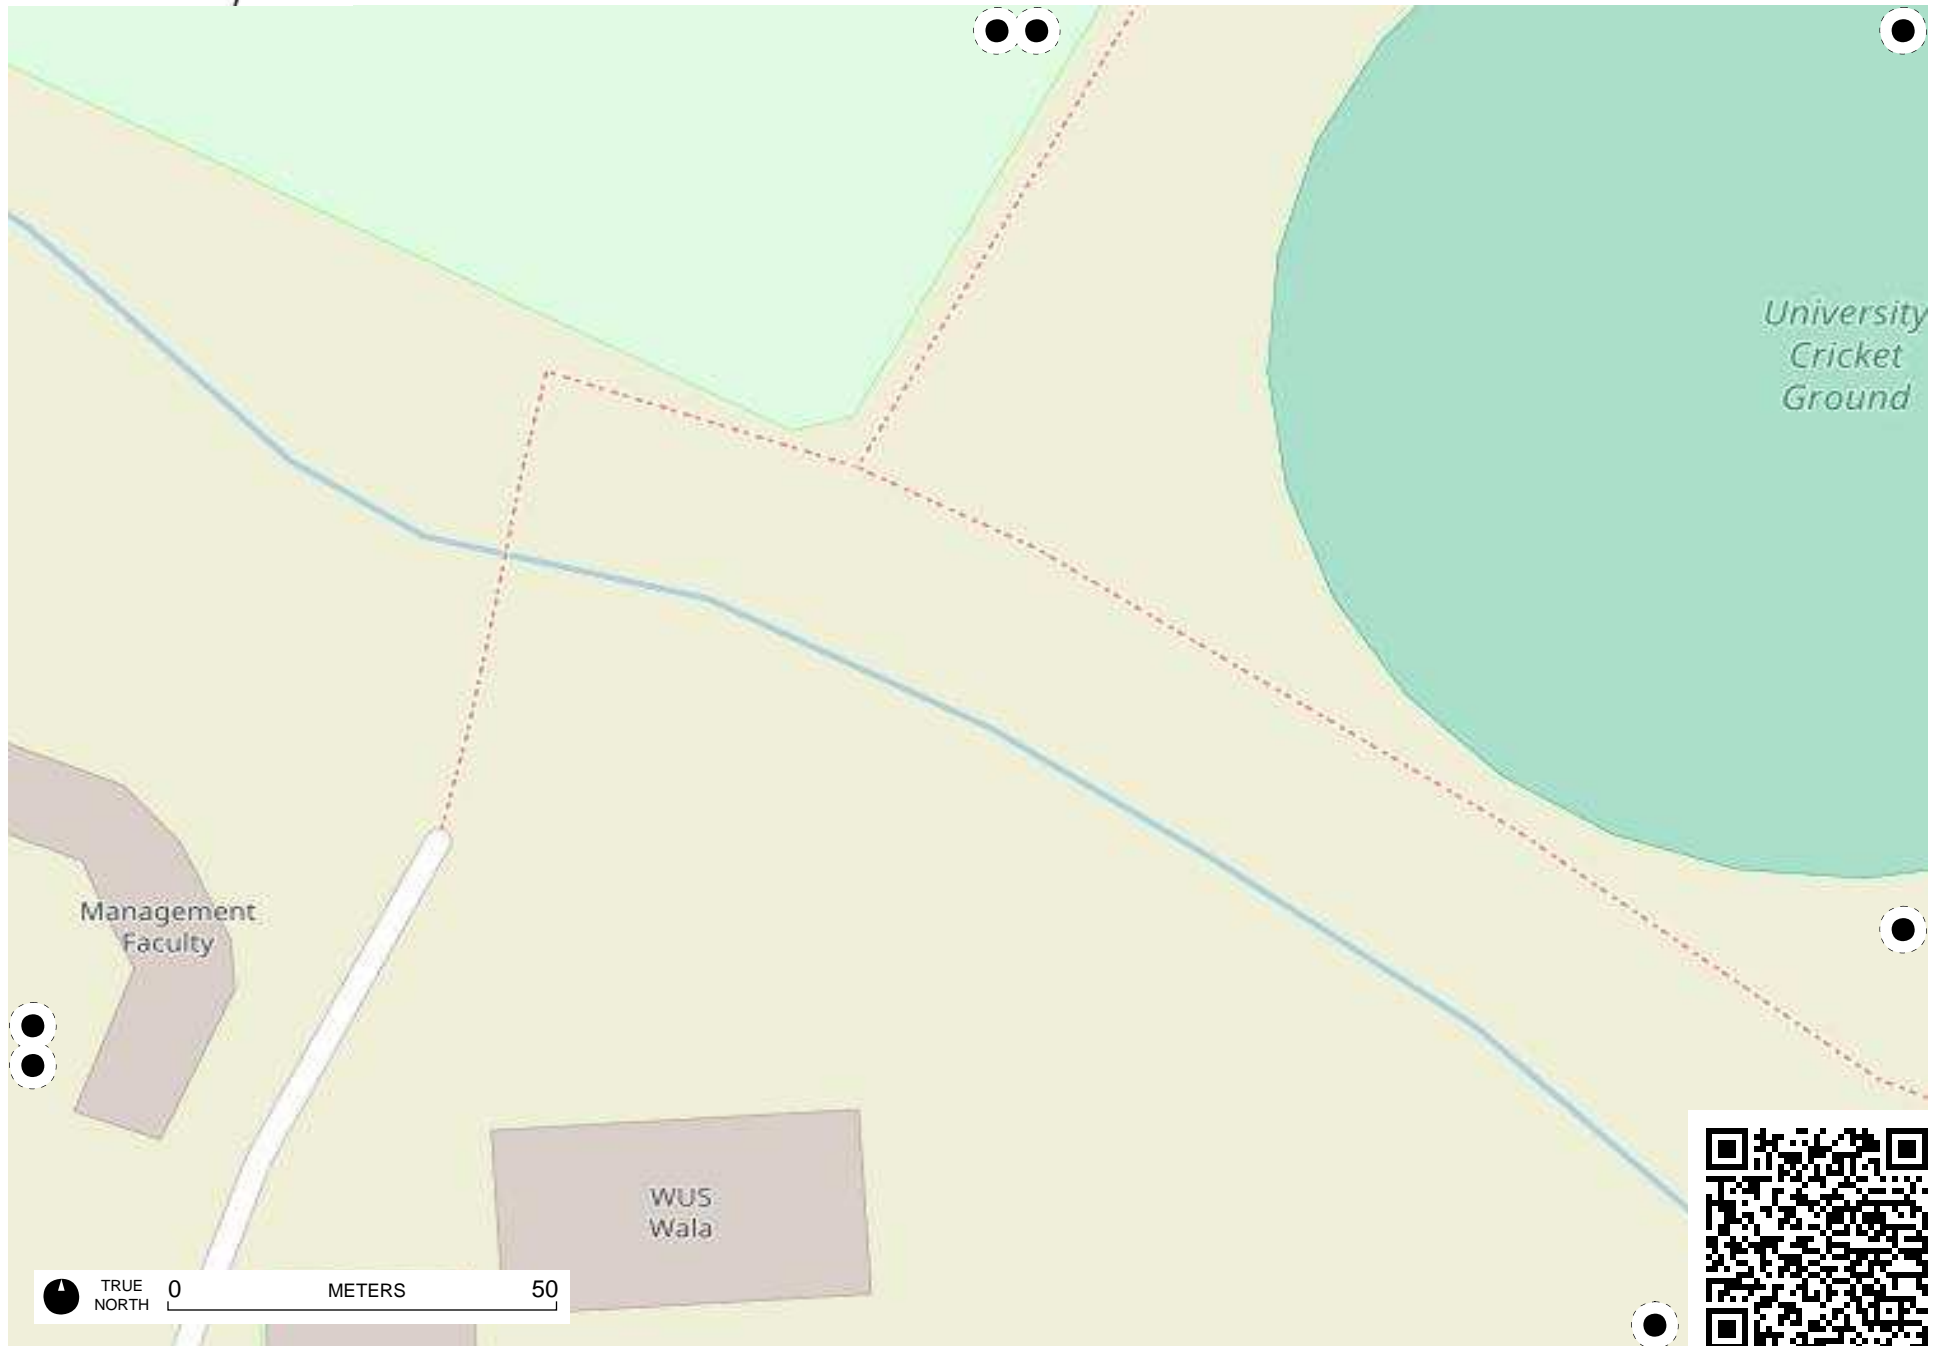 University
Cricket
Ground
Management
Faculty
WUS
Wala
TRUE
NORTH
0
METERS
50